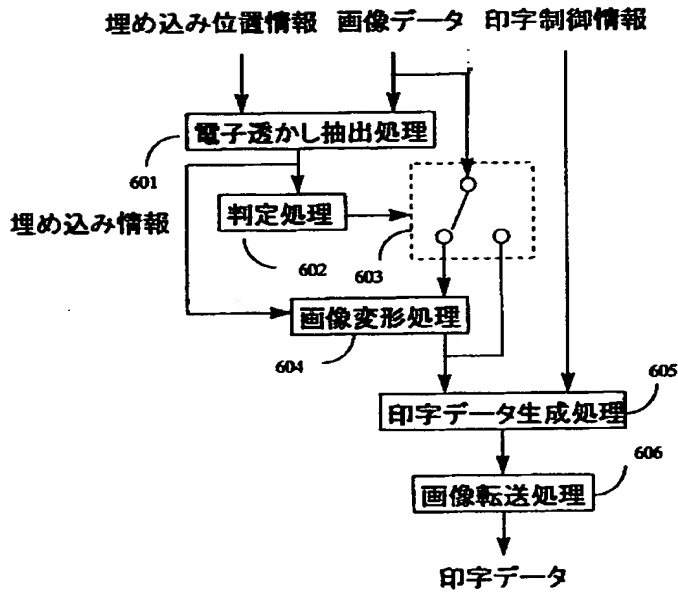 埋め込み位置情報 画像データ 印字制御情報
電子透かし抽出処理
601
判定処理
埋め込み情報
602
603
画像変形処理
604
605
印字データ生成処理
606
画像転送処理
印字データ